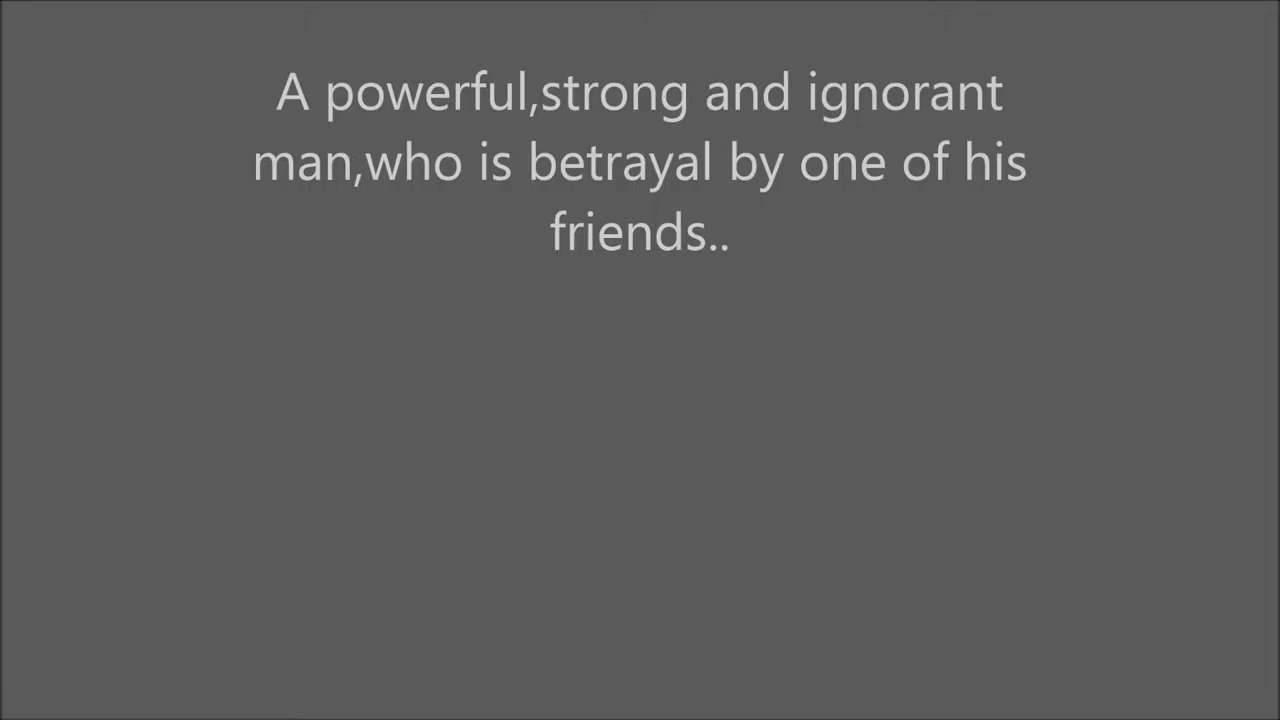 A powerful,strong and ignorant
man,who is betrayal by one of his
friends..